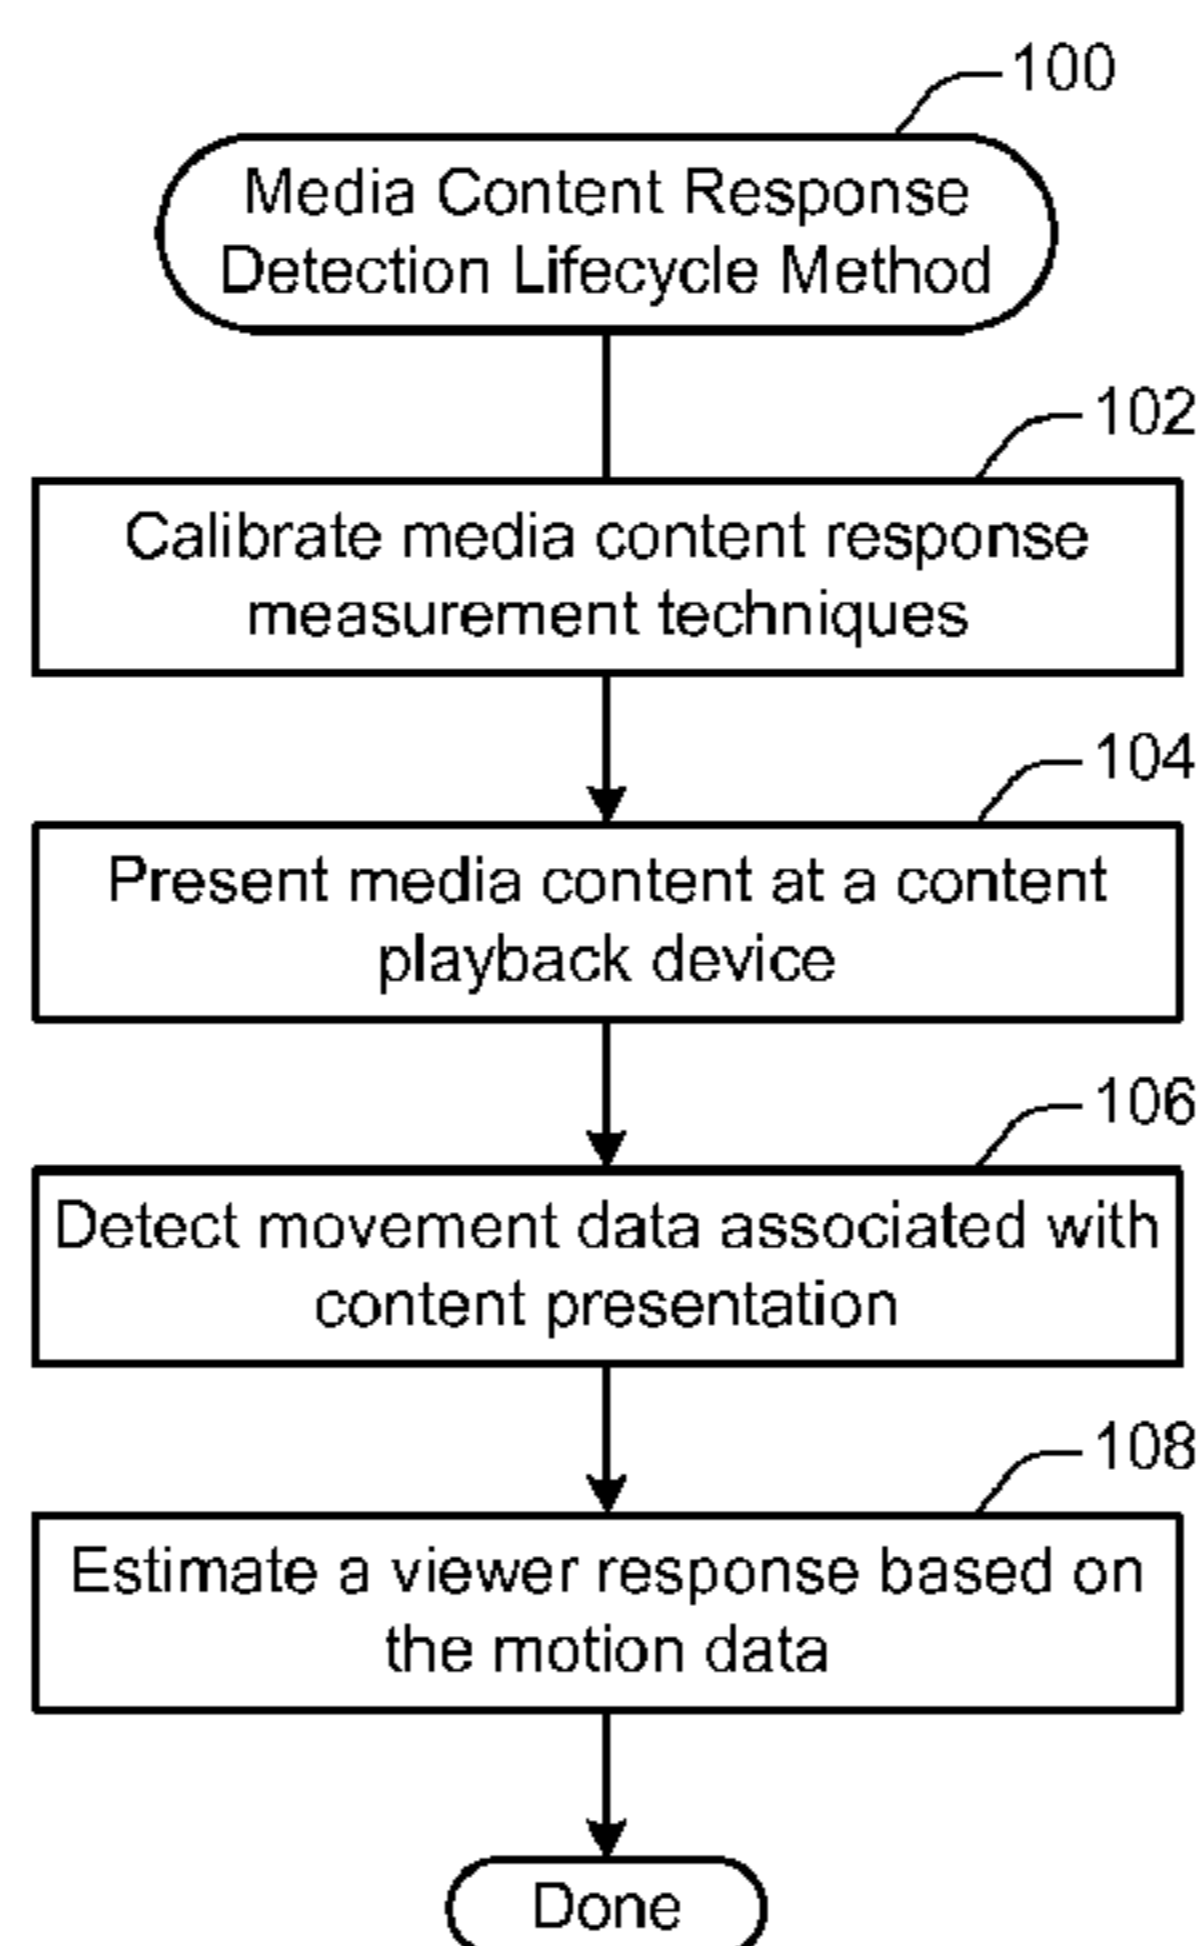 100
Media Content Response
Detection Lifecycle Method
102
Calibrate media content response
measurement techniques
104
Present media content at a content
playback device
106
Detect movement data associated with
content presentation
108
Estimate a viewer response based on
the motion data
Done